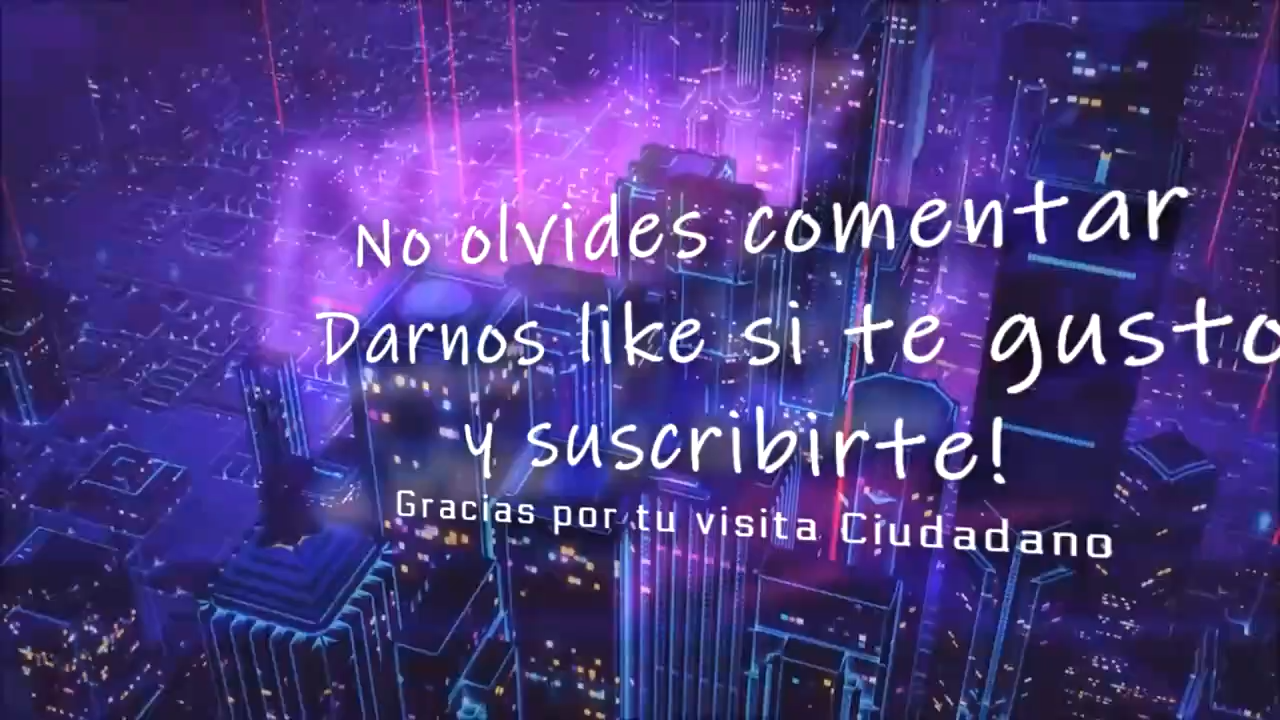 No olvides comentar
Darnos like si te gusto
y suscribirte!
Gracias por tu visita Ciudadano